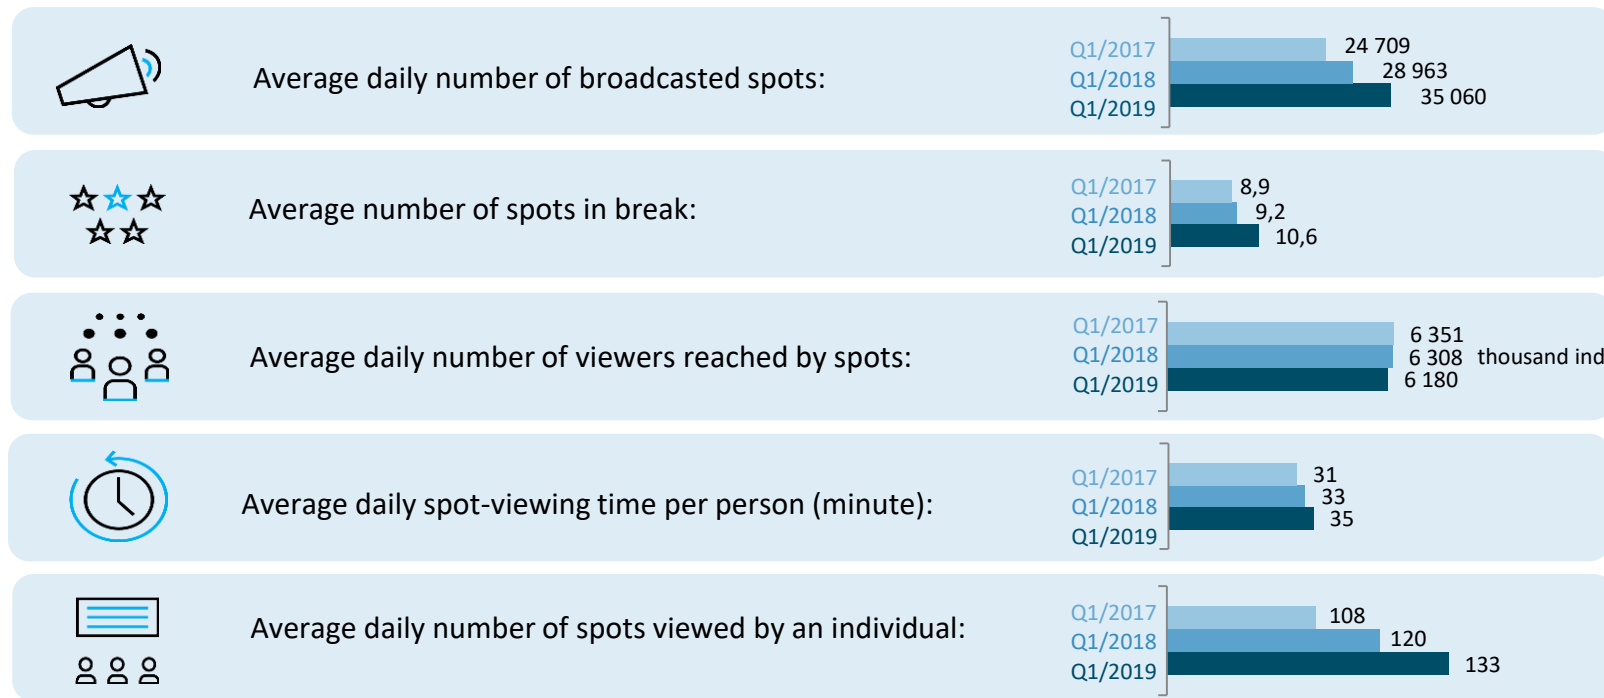 Average daily number of broadcasted spots:
Q1/2017 24 709
Q1/2018 28 963
Q1/2019 35 060
Average number of spots in break:
Q1/2017 8,9
Q1/2018 9,2
Q1/2019 10,6
Average daily number of viewers reached by spots:
Q1/2017 6 351
Q1/2018 6 308 thousand ind
Q1/2019 6 180
Average daily spot-viewing time per person (minute):
Q1/2017 31
Q1/2018 33
Q1/2019 35
Average daily number of spots viewed by an individual:
Q1/2017 108
Q1/2018 120
Q1/2019 133